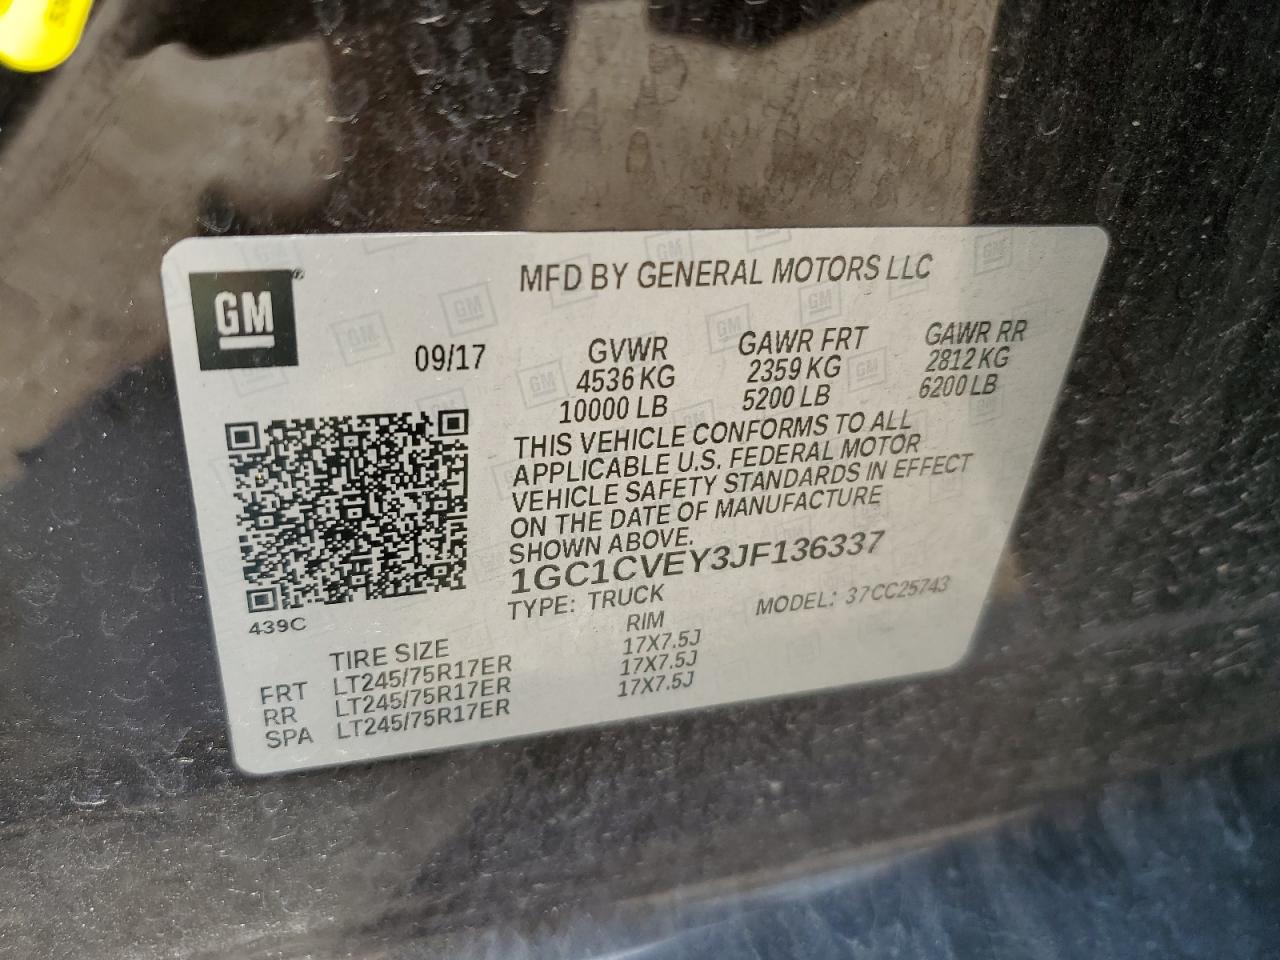 GM
MFD BY GENERAL MOTORS LLC
09/17
GVWR
4536 KG
10000 LB
GAWR FRT
2359 KG
5200 LB
GAWR RR
2812 KG
6200 LB
THIS VEHICLE CONFORMS TO ALL
APPLICABLE U.S. FEDERAL MOTOR
VEHICLE SAFETY STANDARDS IN EFFECT
ON THE DATE OF MANUFACTURE
SHOWN ABOVE.
1GC1CVEY3JF136337
TYPE: TRUCK
MODEL: 37CC25743
439C
TIRE SIZE RIM
FRT LT245/75R17ER 17X7.5J
RR LT245/75R17ER 17X7.5J
SPA LT245/75R17ER 17X7.5J